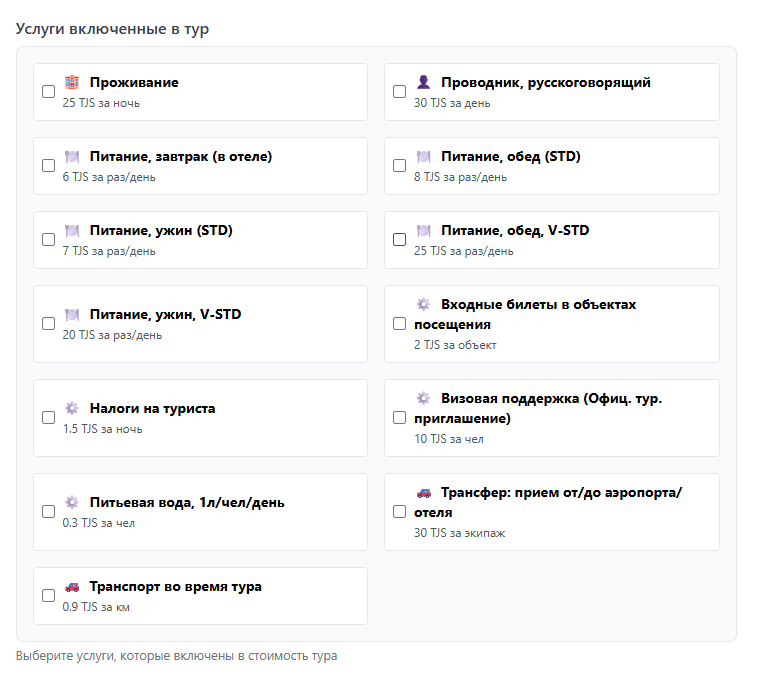 Услуги включенные в тур
Проживание
25 TJS за ночь
Проводник, русскоговорящий
30 TJS за день
Питание, завтрак (в отеле)
6 TJS за раз/день
Питание, обед (STD)
8 TJS за раз/день
Питание, ужин (STD)
7 TJS за раз/день
Питание, обед, V-STD
25 TJS за раз/день
Питание, ужин, V-STD
20 TJS за раз/день
Входные билеты в объектах
посещения
2 TJS за объект
Налоги на туриста
1.5 TJS за ночь
Визовая поддержка (Офиц. тур.
приглашение)
10 TJS за чел
Питьевая вода, 1л/чел/день
0.3 TJS за чел
Трансфер: прием от/до аэропорта/
отеля
30 TJS за экипаж
Транспорт во время тура
0.9 TJS за км
Выберите услуги, которые включены в стоимость тура